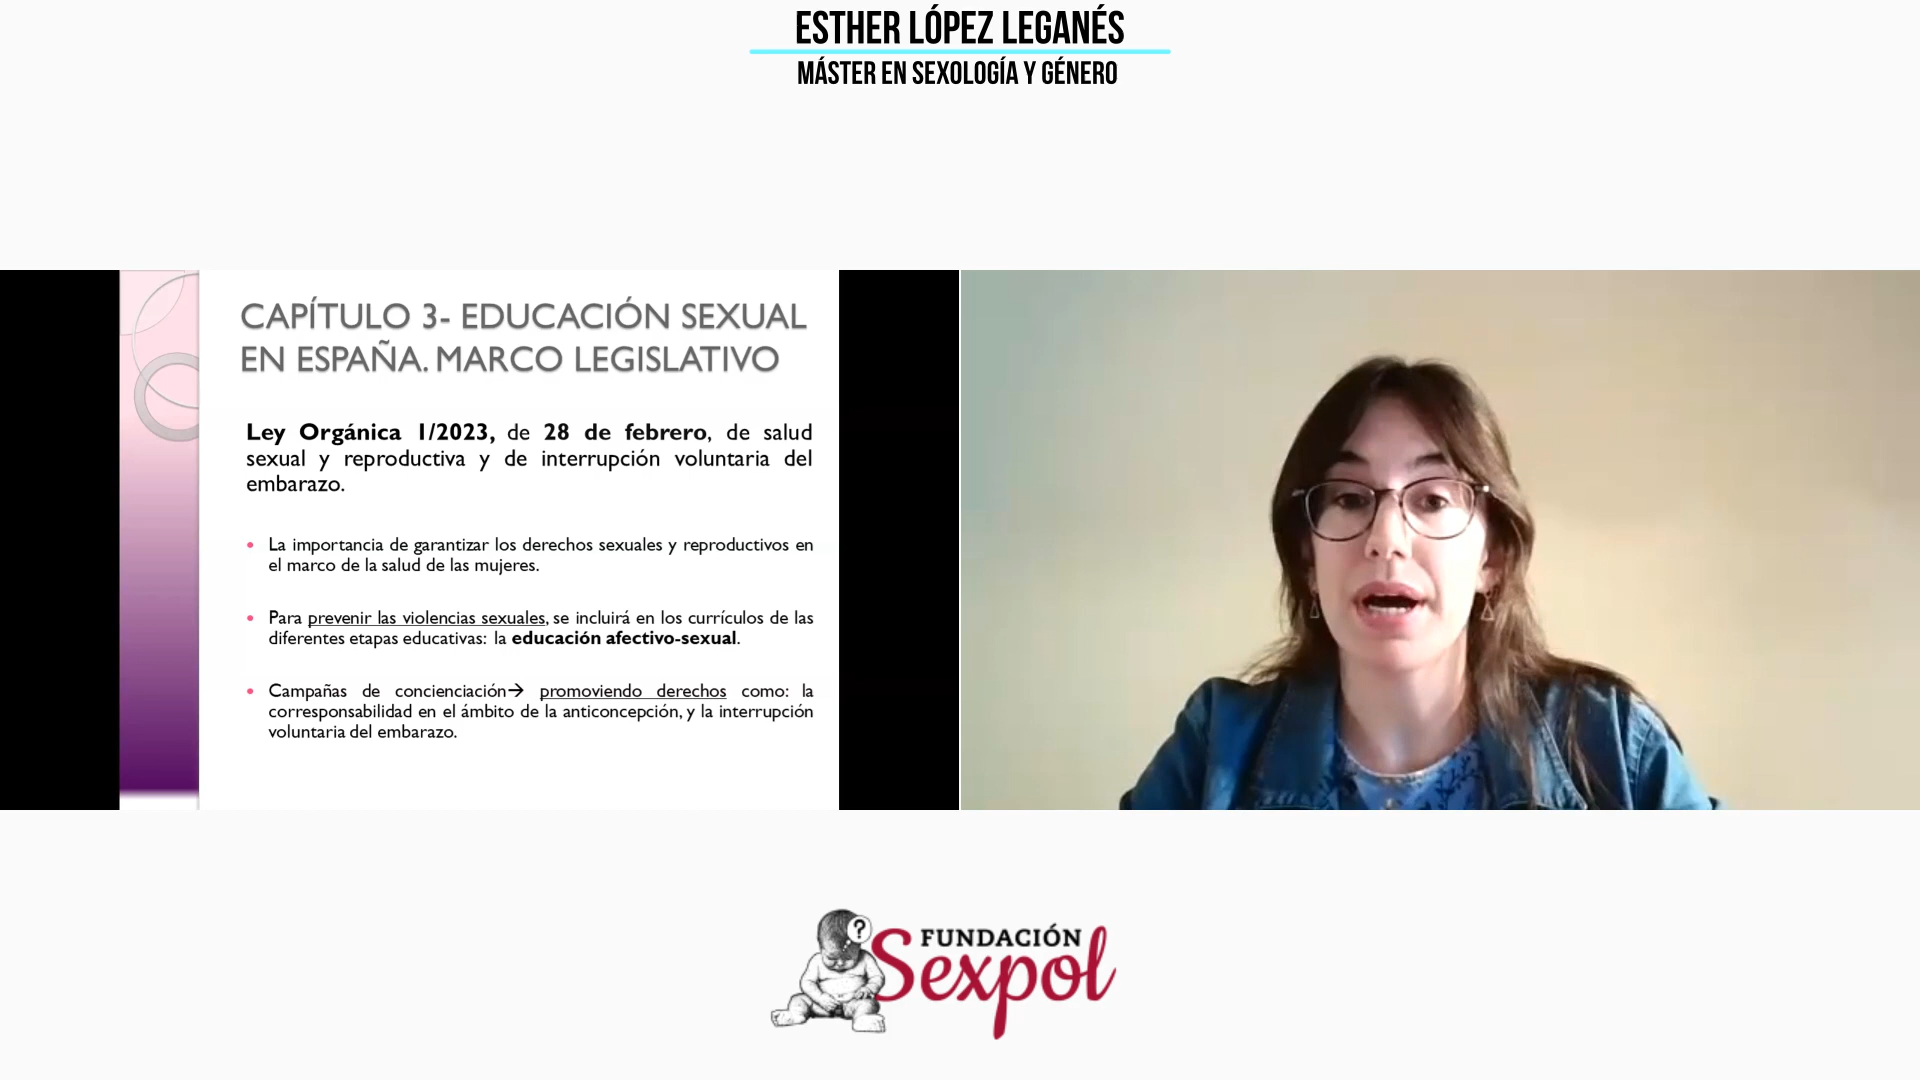 ESTHER LÓPEZ LEGANÉS
MÁSTER EN SEXOLOGÍA Y GÉNERO
CAPÍTULO 3- EDUCACIÓN SEXUAL
EN ESPAÑA. MARCO LEGISLATIVO
Ley Orgánica 1/2023, de 28 de febrero, de salud
sexual y reproductiva y de interrupción voluntaria del
embarazo.
• La importancia de garantizar los derechos sexuales y reproductivos en
el marco de la salud de las mujeres.
• Para prevenir las violencias sexuales, se incluirá en los currículos de las
diferentes etapas educativas: la educación afectivo-sexual.
• Campañas de concienciación→ promoviendo derechos como: la
corresponsabilidad en el ámbito de la anticoncepción, y la interrupción
voluntaria del embarazo.
?
FUNDACIÓN
Sexpol